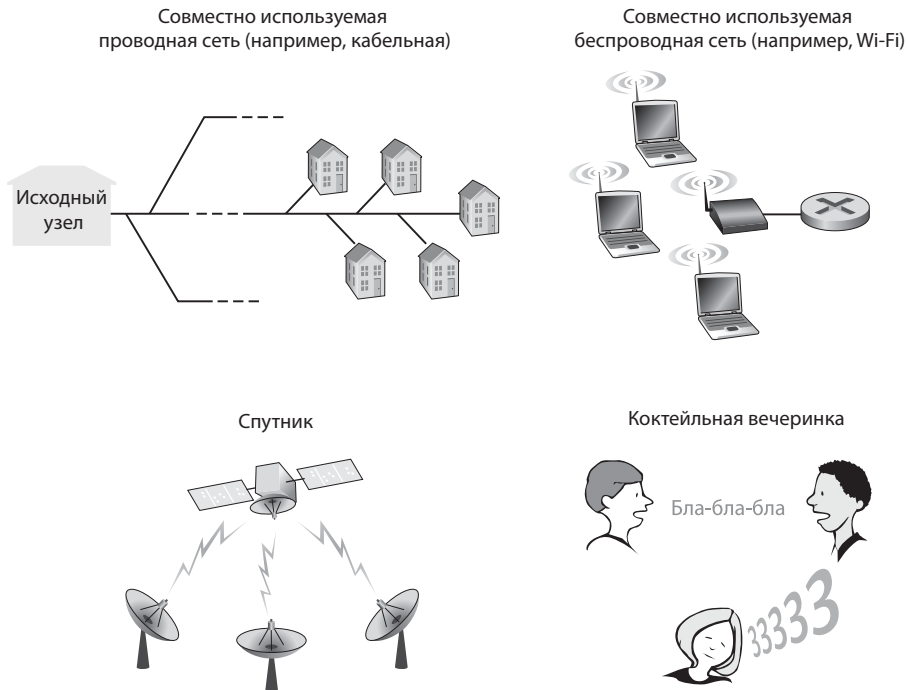 Совместно используемая
проводная сеть (например, кабельная)
Совместно используемая
беспроводная сеть (например, Wi-Fi)
Исходный
узел
Спутник
Коктейльная вечеринка
Бла-бла-бла
33333